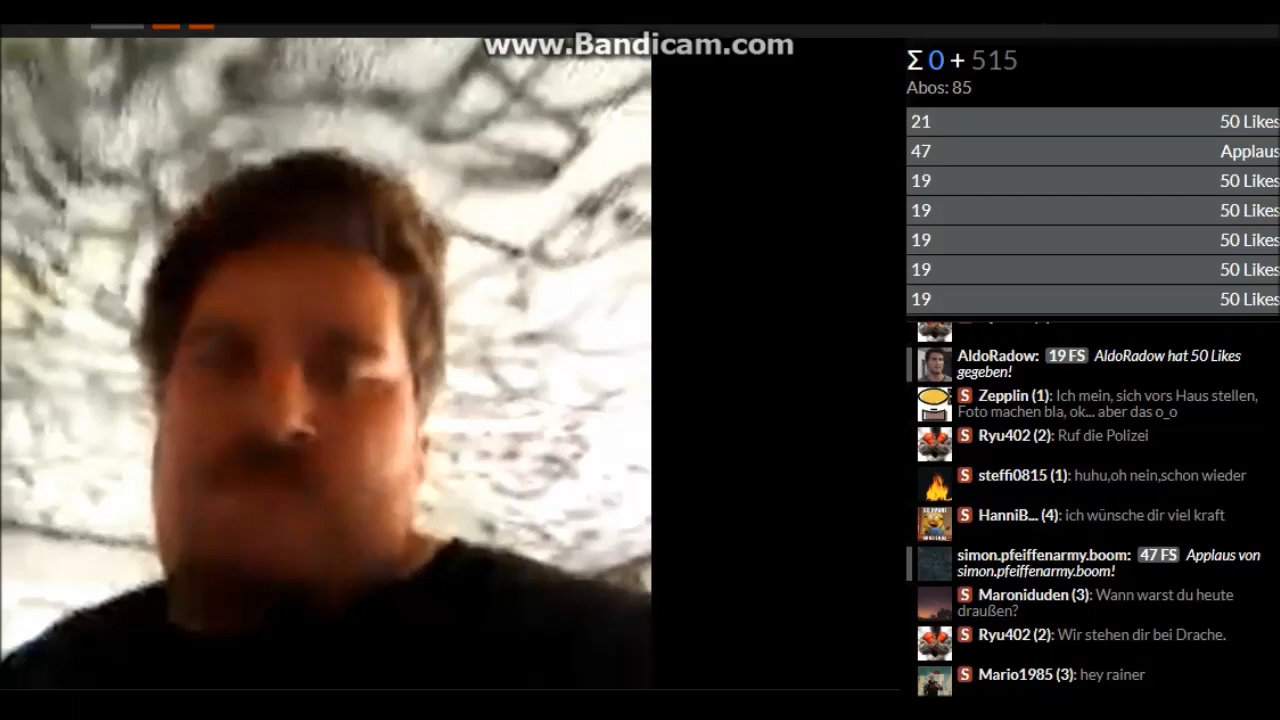 www.Bandicam.com
Σ 0 + 515
Abos: 85
21 50 Likes
47 Applaus
19 50 Likes
19 50 Likes
19 50 Likes
19 50 Likes
19 50 Likes
AldoRadow: 19 FS AldoRadow hat 50 Likes
gegeben!
S Zepplin (1): Ich mein, sich vors Haus stellen,
Foto machen bla, ok... aber das o_o
S Ryu402 (2): Ruf die Polizei
S steffi0815 (1): huhu,oh nein,schon wieder
S HanniB... (4): ich wünsche dir viel kraft
simon.pfeiffenarmy.boom: 47 FS Applaus von
simon.pfeiffenarmy.boom!
S Maroniduden (3): Wann warst du heute
draußen?
S Ryu402 (2): Wir stehen dir bei Drache.
S Mario1985 (3): hey rainer